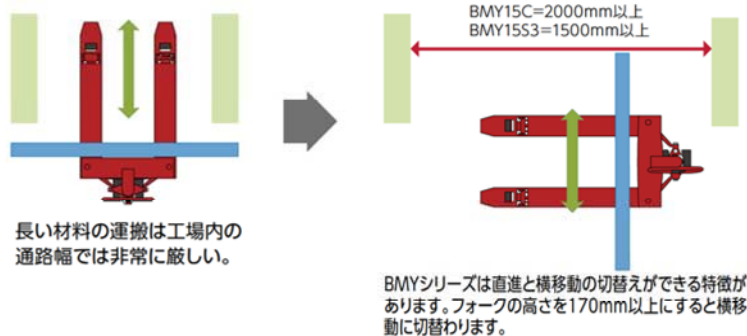 BMY15C=2000mm以上
BMY15S3=1500mm以上
長い材料の運搬は工場内の
通路幅では非常に厳しい。
BMYシリーズは直進と横移動の切替えができる特徴が
あります。フォークの高さを170mm以上にすると横移
動に切替わります。